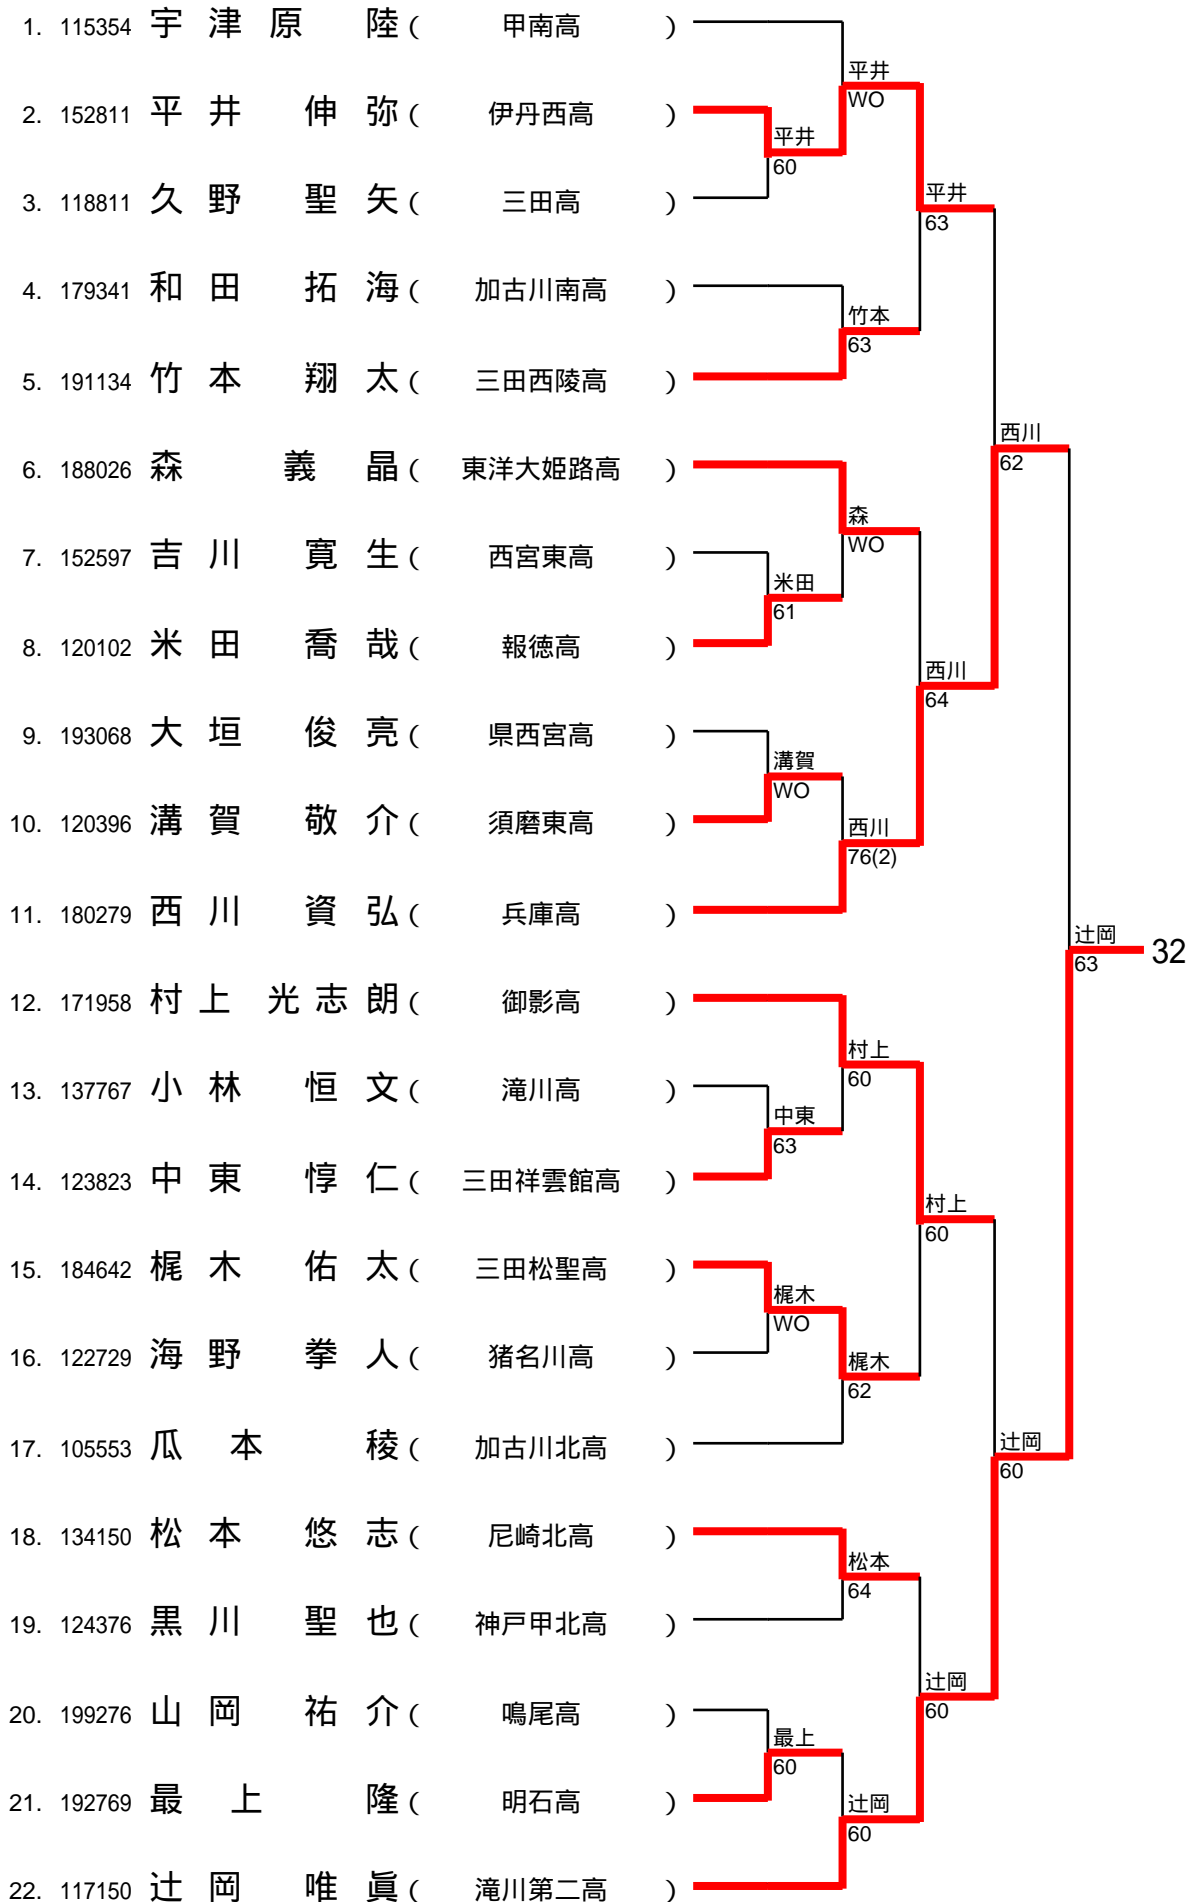 1. 115354 宇津原 陸 ( 甲南高 )
平井
WO
2. 152811 平井 伸弥 ( 伊丹西高 )
平井
60
3. 118811 久野 聖矢 ( 三田高 )
平井
63
4. 179341 和田 拓海 ( 加古川南高 )
竹本
63
5. 191134 竹本 翔太 ( 三田西陵高 )
西川
62
6. 188026 森 義晶 ( 東洋大姫路高 )
森
WO
7. 152597 吉川 寛生 ( 西宮東高 )
米田
61
8. 120102 米田 喬哉 ( 報徳高 )
西川
64
9. 193068 大垣 俊亮 ( 県西宮高 )
溝賀
WO
10. 120396 溝賀 敬介 ( 須磨東高 )
西川
76(2)
11. 180279 西川 資弘 ( 兵庫高 )
辻岡
63
32
12. 171958 村上 光志朗 ( 御影高 )
村上
60
13. 137767 小林 恒文 ( 滝川高 )
中東
63
14. 123823 中東 惇仁 ( 三田祥雲館高 )
村上
60
15. 184642 梶木 佑太 ( 三田松聖高 )
梶木
WO
16. 122729 海野 拳人 ( 猪名川高 )
梶木
62
17. 105553 瓜本 稜 ( 加古川北高 )
辻岡
60
18. 134150 松本 悠志 ( 尼崎北高 )
松本
64
19. 124376 黒川 聖也 ( 神戸甲北高 )
辻岡
60
20. 199276 山岡 祐介 ( 鳴尾高 )
最上
60
21. 192769 最上 隆 ( 明石高 )
辻岡
60
22. 117150 辻岡 唯眞 ( 滝川第二高 )